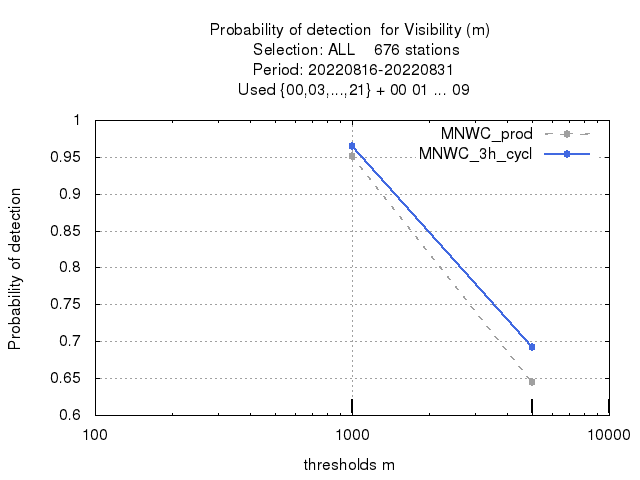 Probability of detection  for Visibility (m)
Selection: ALL    676 stations
Period: 20220816-20220831
Used {00,03,...,21} + 00 01 ... 09
MNWC_prod
MNWC_3h_cycl
1
0.95
0.9
0.85
0.8
0.75
0.7
0.65
0.6
Probability of detection
100
1000
10000
thresholds m